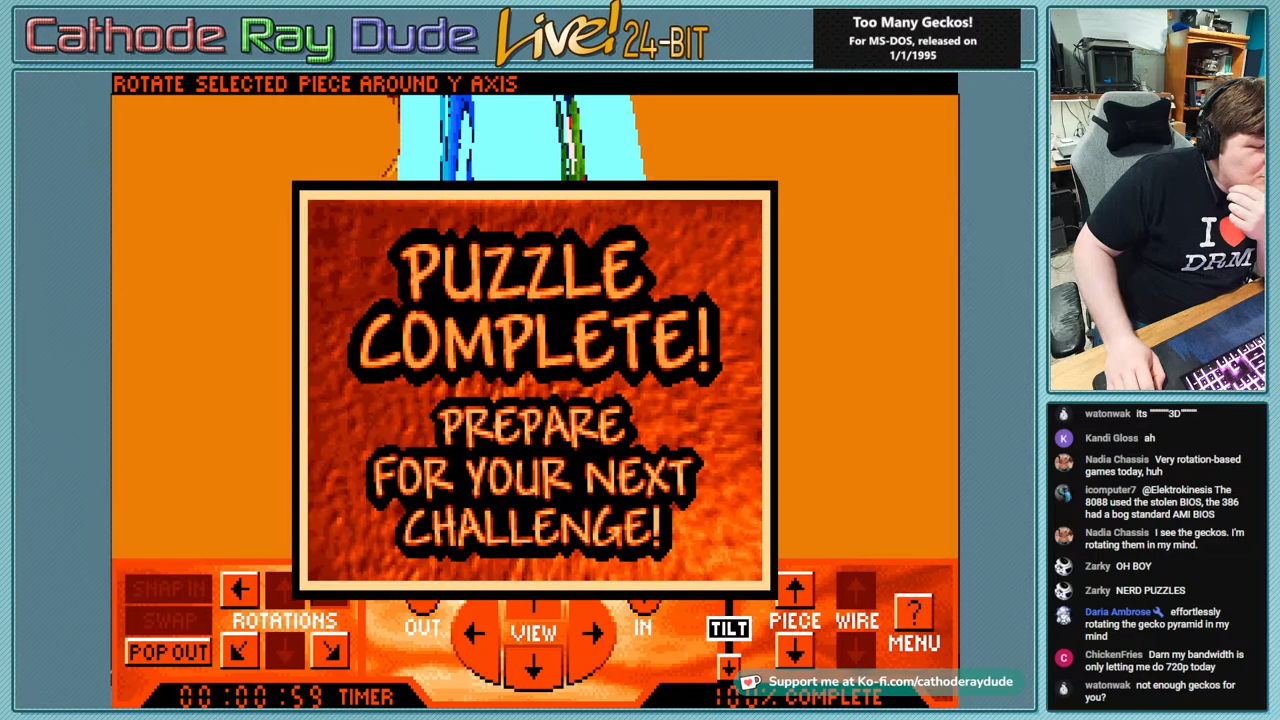 Cathode Ray Dude Live! 24-BIT
Too Many Geckos!
For MS-DOS, released on
1/1/1995
ROTATE SELECTED PIECE AROUND Y AXIS
PUZZLE
COMPLETE!
PREPARE
FOR YOUR NEXT
CHALLENGE!
SNAP IN
SWAP
POP OUT
ROTATIONS
OUT
VIEW
IN
TILT
PIECE
WIRE
?
MENU
00:00:59 TIMER
100% COMPLETE
Support me at Ko-fi.com/cathoderaydude
I ❤
DRM
watonwak its """""3D"""""
K Kandi Gloss ah
Nadia Chassis Very rotation-based
games today, huh
icomputer7 @Elektrokinesis The
8088 used the stolen BIOS, the 386
had a bog standard AMI BIOS
Nadia Chassis I see the geckos. I'm
rotating them in my mind.
Zarky OH BOY
Zarky NERD PUZZLES
Daria Ambrose effortlessly
rotating the gecko pyramid in my
mind
C ChickenFries Darn my bandwidth is
only letting me do 720p today
watonwak not enough geckos for
you?